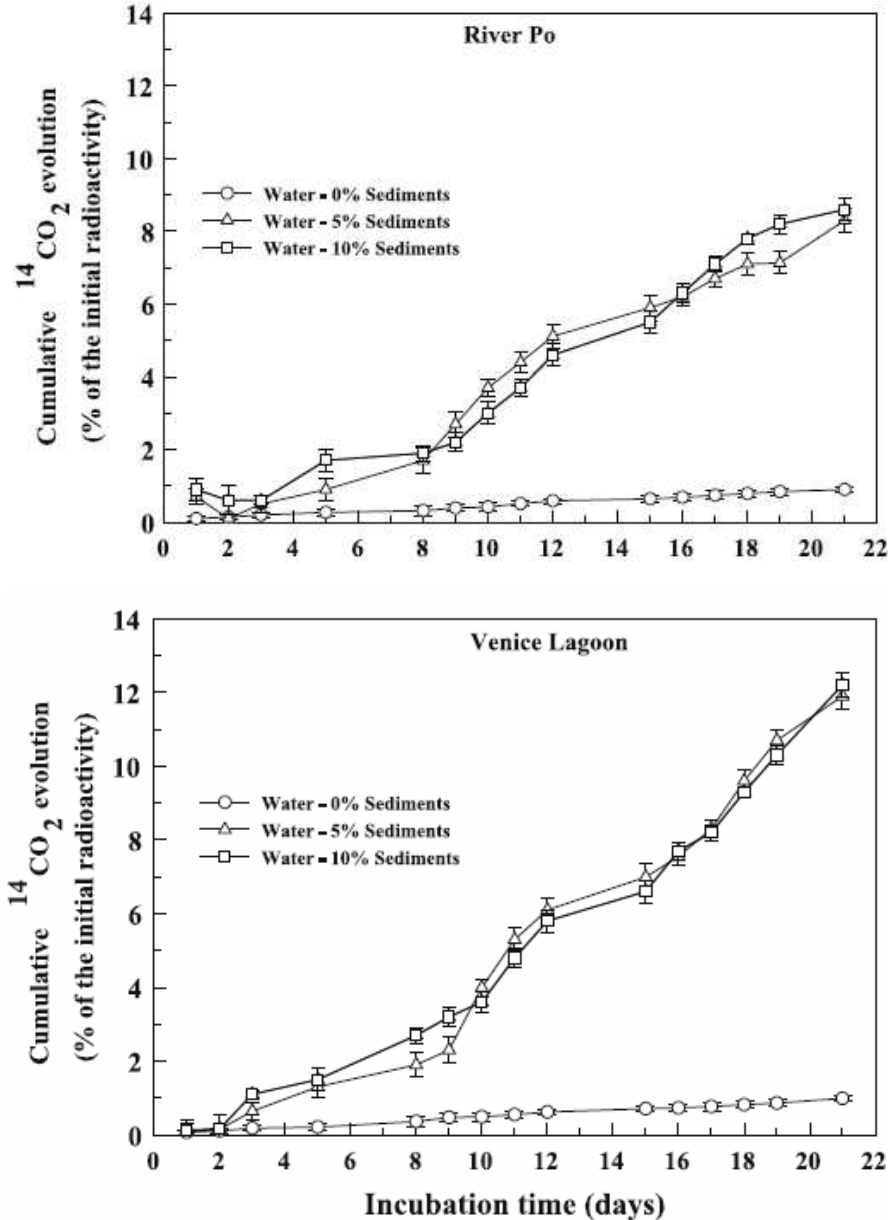 14
River Po
12
10
Water - 0% Sediments
Water - 5% Sediments
Water - 10% Sediments
8
6
4
2
0
Cumulative 14CO2 evolution
(% of the initial radioactivity)
0 2 4 6 8 10 12 14 16 18 20 22
14
Venice Lagoon
12
10
Water - 0% Sediments
Water - 5% Sediments
Water - 10% Sediments
8
6
4
2
0
Cumulative 14CO2 evolution
(% of the initial radioactivity)
0 2 4 6 8 10 12 14 16 18 20 22
Incubation time (days)